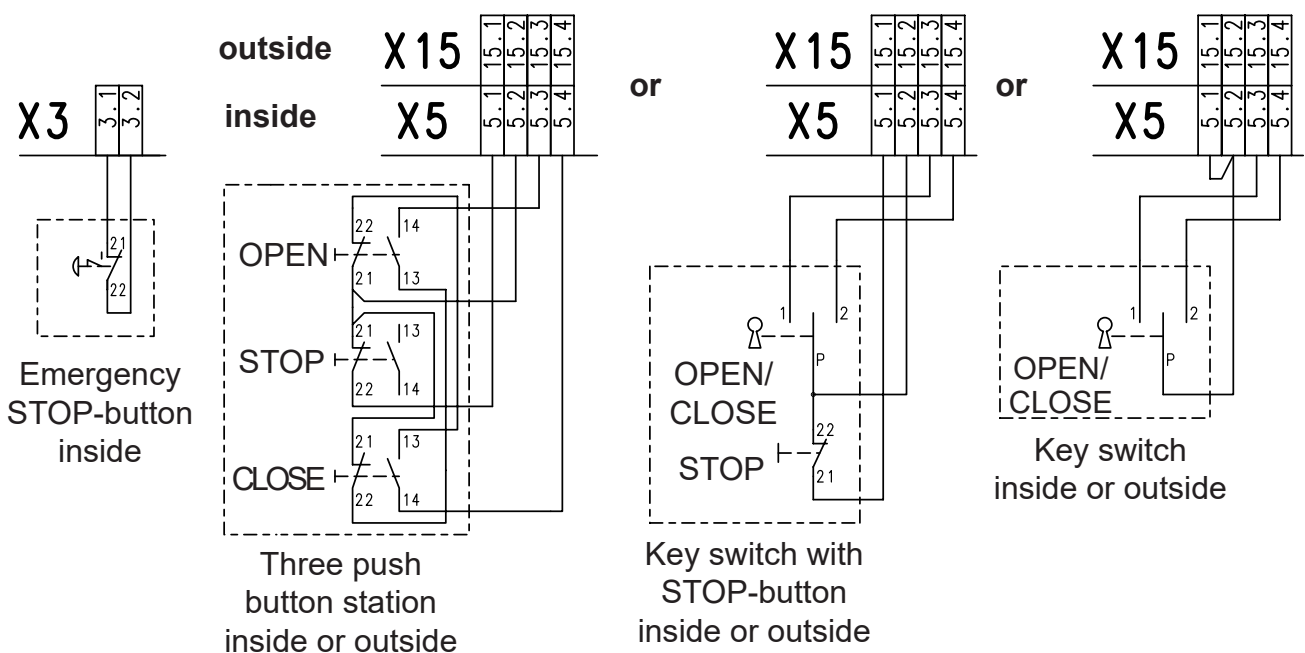 X3
3.1
3.2
21
22
Emergency
STOP-button
inside
outside
X15
15.1
15.2
15.3
15.4
inside
X5
5.1
5.2
5.3
5.4
22
14
OPEN
21
13
21
13
STOP
22
14
21
13
CLOSE
22
14
Three push
button station
inside or outside
or
X15
15.1
15.2
15.3
15.4
X5
5.1
5.2
5.3
5.4
1
2
P
OPEN/
CLOSE
22
STOP
21
Key switch with
STOP-button
inside or outside
or
X15
15.1
15.2
15.3
15.4
X5
5.1
5.2
5.3
5.4
1
2
P
OPEN/
CLOSE
Key switch
inside or outside